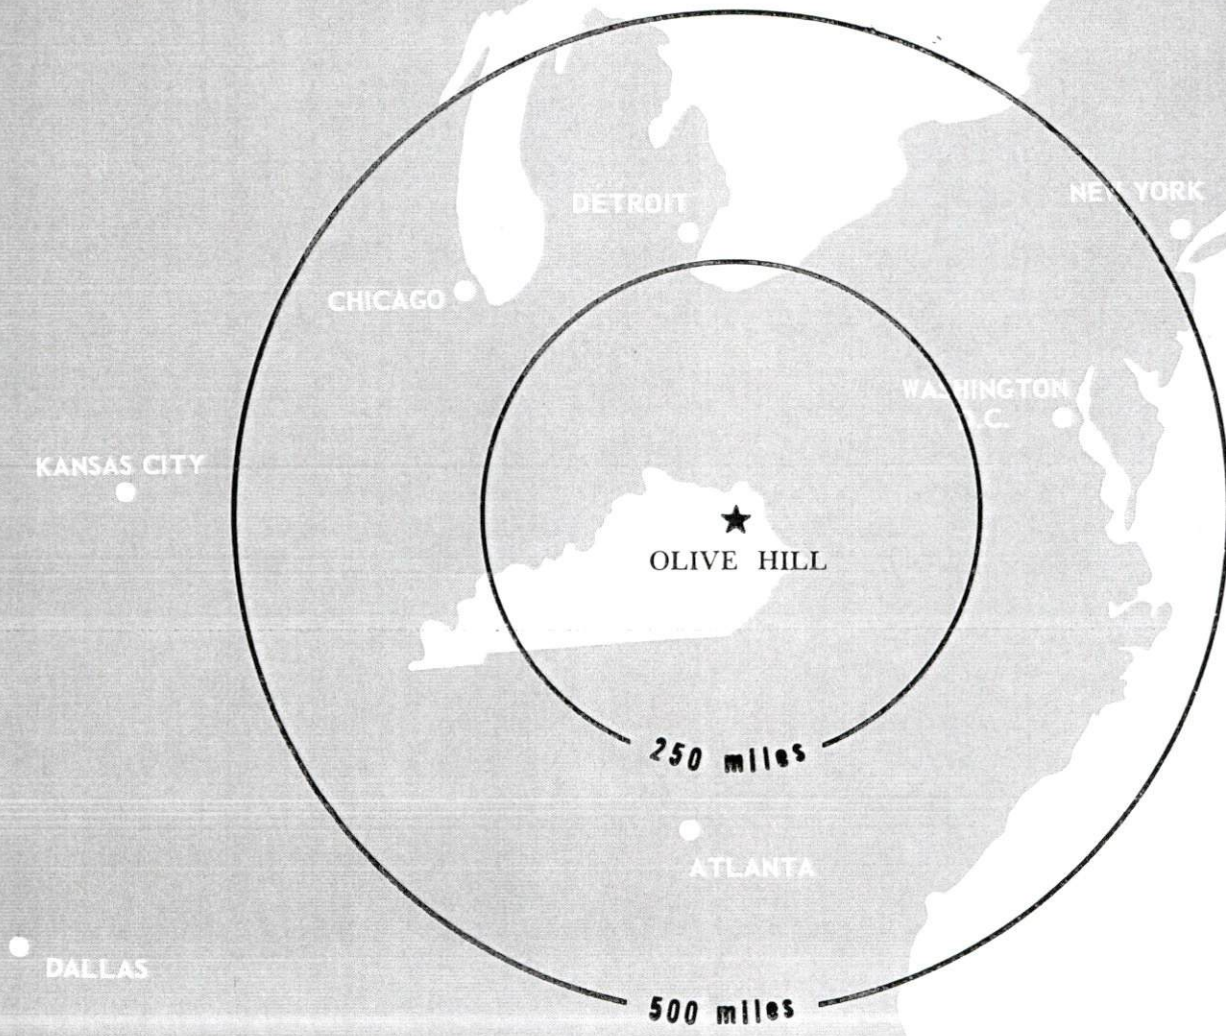 NEW YORK
DETROIT
CHICAGO
WASHINGTON
D.C.
KANSAS CITY
OLIVE HILL
250 miles
ATLANTA
DALLAS
500 miles